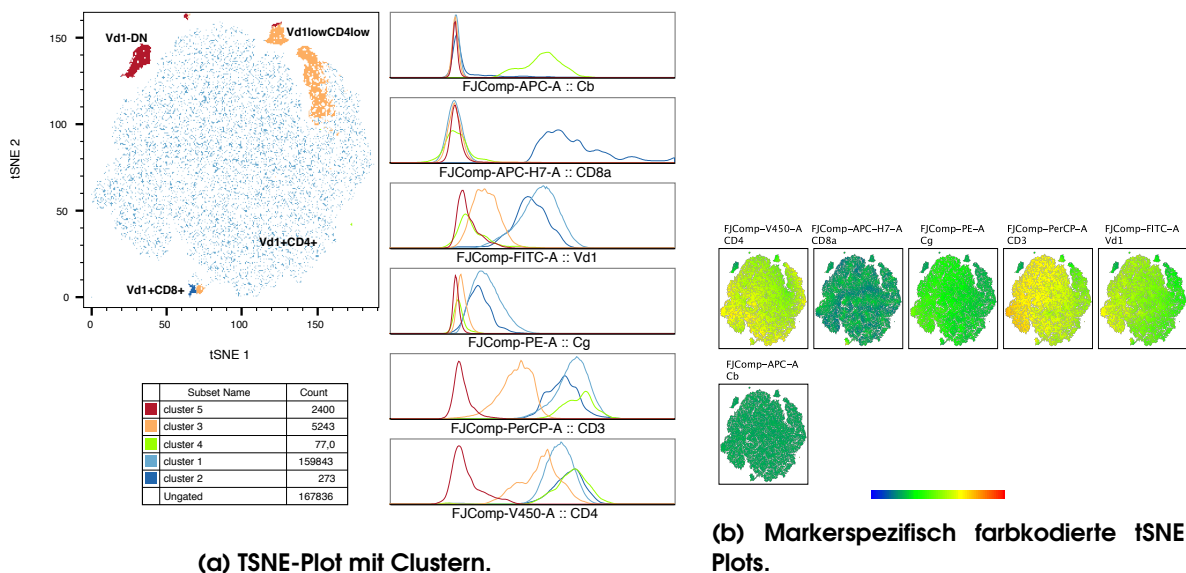 150
100
50
0
0
50
100
150
tSNE 2
tSNE 1
Vd1-DN
Vd1lowCD4low
Vd1+CD4+
Vd1+CD8+
Subset Name Count
cluster 5 2400
cluster 3 5243
cluster 4 77,0
cluster 1 159843
cluster 2 273
Ungated 167836
FJComp-APC-A :: Cb
FJComp-APC-H7-A :: CD8a
FJComp-FITC-A :: Vd1
FJComp-PE-A :: Cg
FJComp-PerCP-A :: CD3
FJComp-V450-A :: CD4
(a) TSNE-Plot mit Clustern.
FJComp-V450-A
CD4
FJComp-APC-H7-A
CD8a
FJComp-PE-A
Cg
FJComp-PerCP-A
CD3
FJComp-FITC-A
Vd1
FJComp-APC-A
Cb
(b) Markerspezifisch farbkodierte tSNE
Plots.